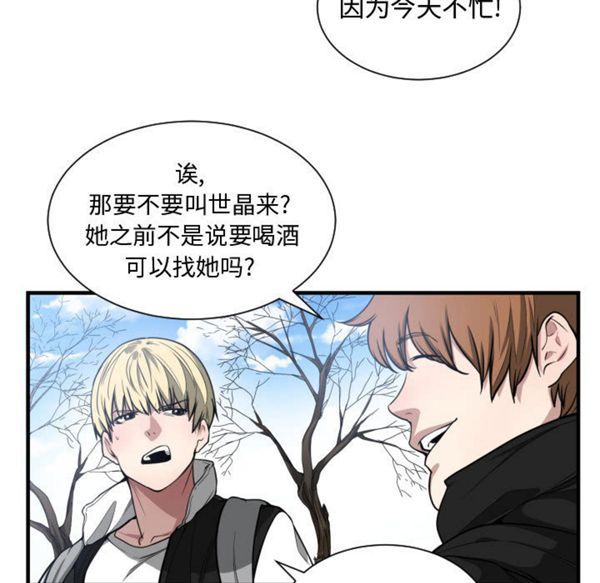 因为今天不忙!
诶,
那要不要叫世晶来?
她之前不是说要喝酒
可以找她吗?